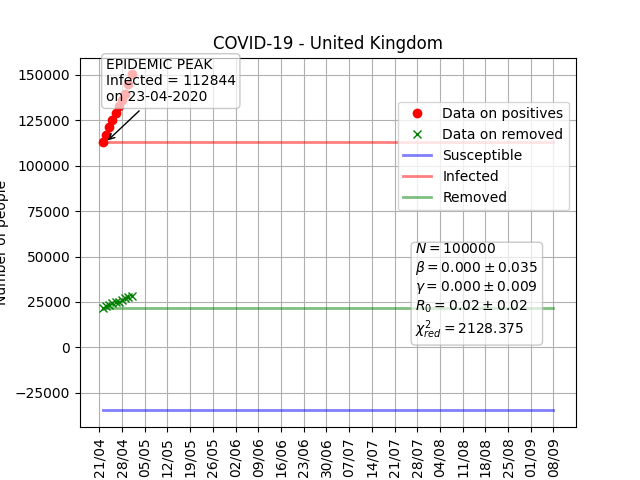 COVID-19 - United Kingdom
EPIDEMIC PEAK
Infected = 112844
on 23-04-2020
Data on positives
Data on removed
Susceptible
Infected
Removed
N = 100000
β = 0.000 ± 0.035
γ = 0.000 ± 0.009
R₀ = 0.02 ± 0.02
χ²red = 2128.375
Number of people
150000
125000
100000
75000
50000
25000
0
−25000
21/04
28/04
05/05
12/05
19/05
26/05
02/06
09/06
16/06
23/06
30/06
07/07
14/07
21/07
28/07
04/08
11/08
18/08
25/08
01/09
08/09